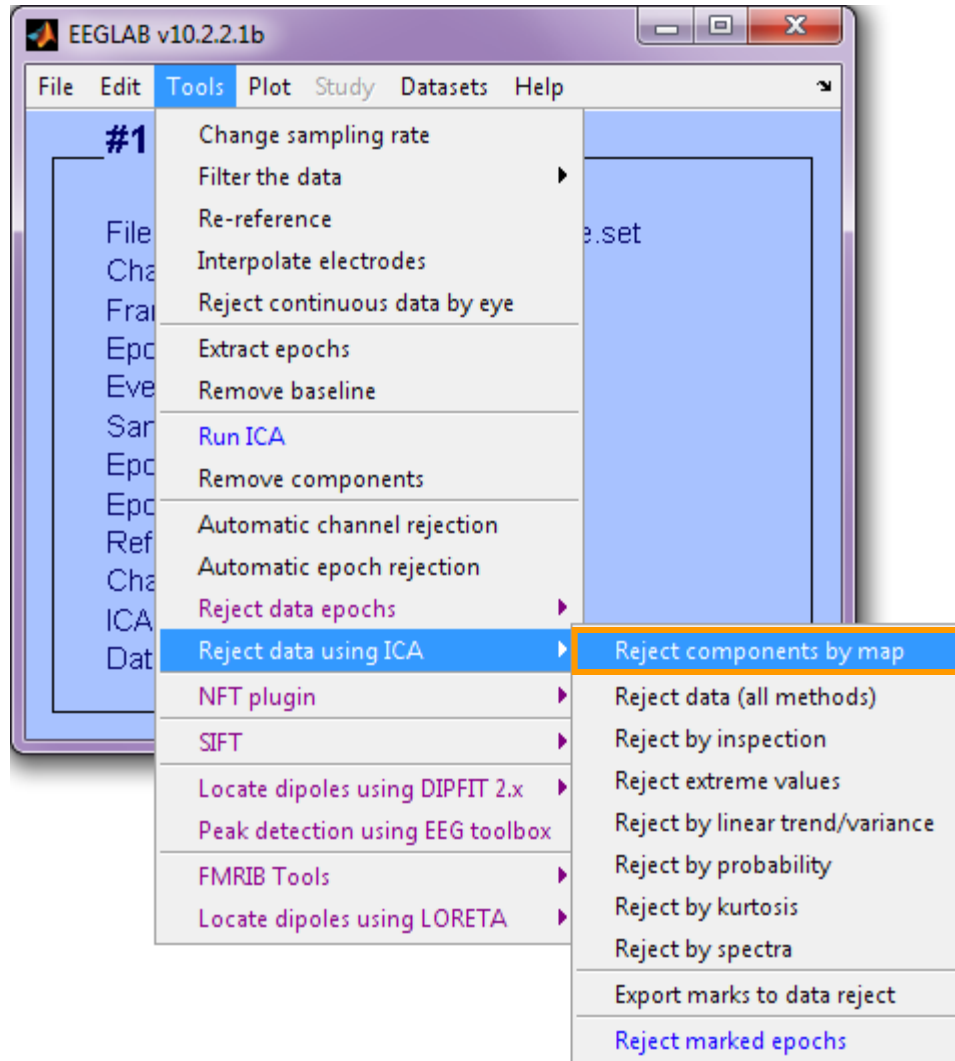 EEGLAB v10.2.2.1b
File Edit Tools Plot Study Datasets Help
#1
File
e.set
Cha
Fran
Epo
Eve
Sam
Epo
Epo
Ref
Cha
ICA
Dat
Change sampling rate
Filter the data
Re-reference
Interpolate electrodes
Reject continuous data by eye
Extract epochs
Remove baseline
Run ICA
Remove components
Automatic channel rejection
Automatic epoch rejection
Reject data epochs
Reject data using ICA
NFT plugin
SIFT
Locate dipoles using DIPFIT 2.x
Peak detection using EEG toolbox
FMRIB Tools
Locate dipoles using LORETA
Reject components by map
Reject data (all methods)
Reject by inspection
Reject extreme values
Reject by linear trend/variance
Reject by probability
Reject by kurtosis
Reject by spectra
Export marks to data reject
Reject marked epochs